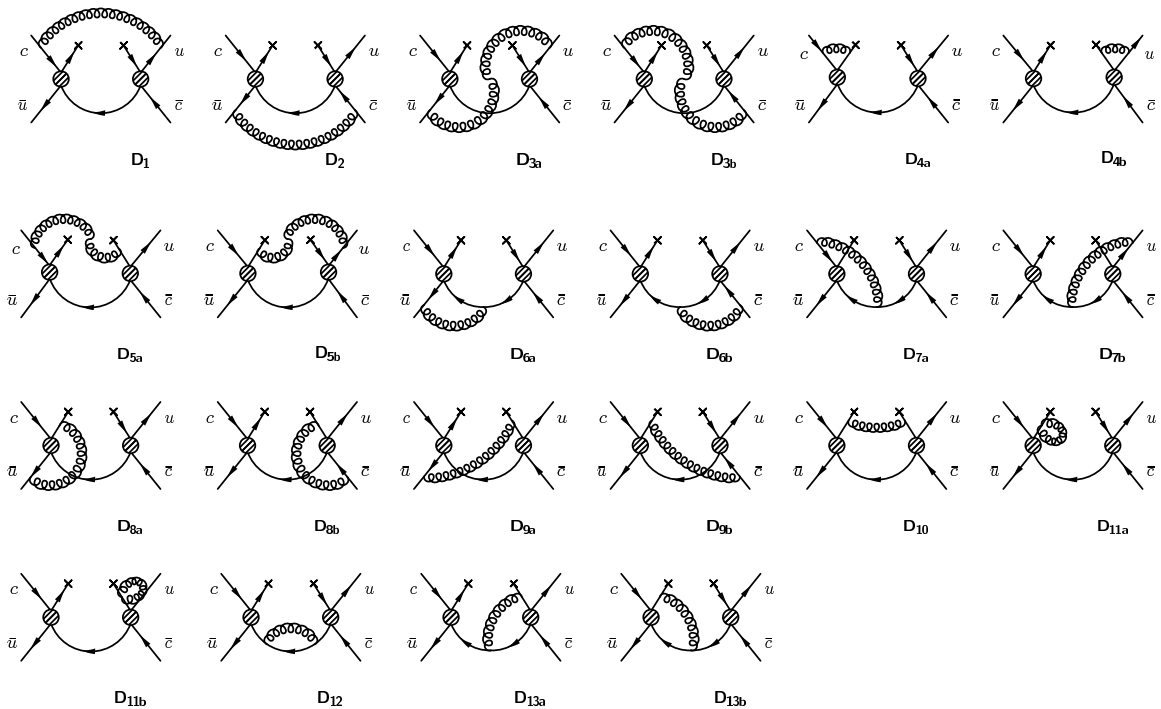 c u c u c u c u c u c u
ū c̄ ū c̄ ū c̄ ū c̄ ū c̄ ū c̄
D1 D2 D3a D3b D4a D4b
c u c u c u c u c u c u
ū c̄ ū c̄ ū c̄ ū c̄ ū c̄ ū c̄
D5a D5b D6a D6b D7a D7b
c u c u c u c u c u c u
ū c̄ ū c̄ ū c̄ ū c̄ ū c̄ ū c̄
D8a D8b D9a D9b D10 D11a
c u c u c u c u
ū c̄ ū c̄ ū c̄ ū c̄
D11b D12 D13a D13b